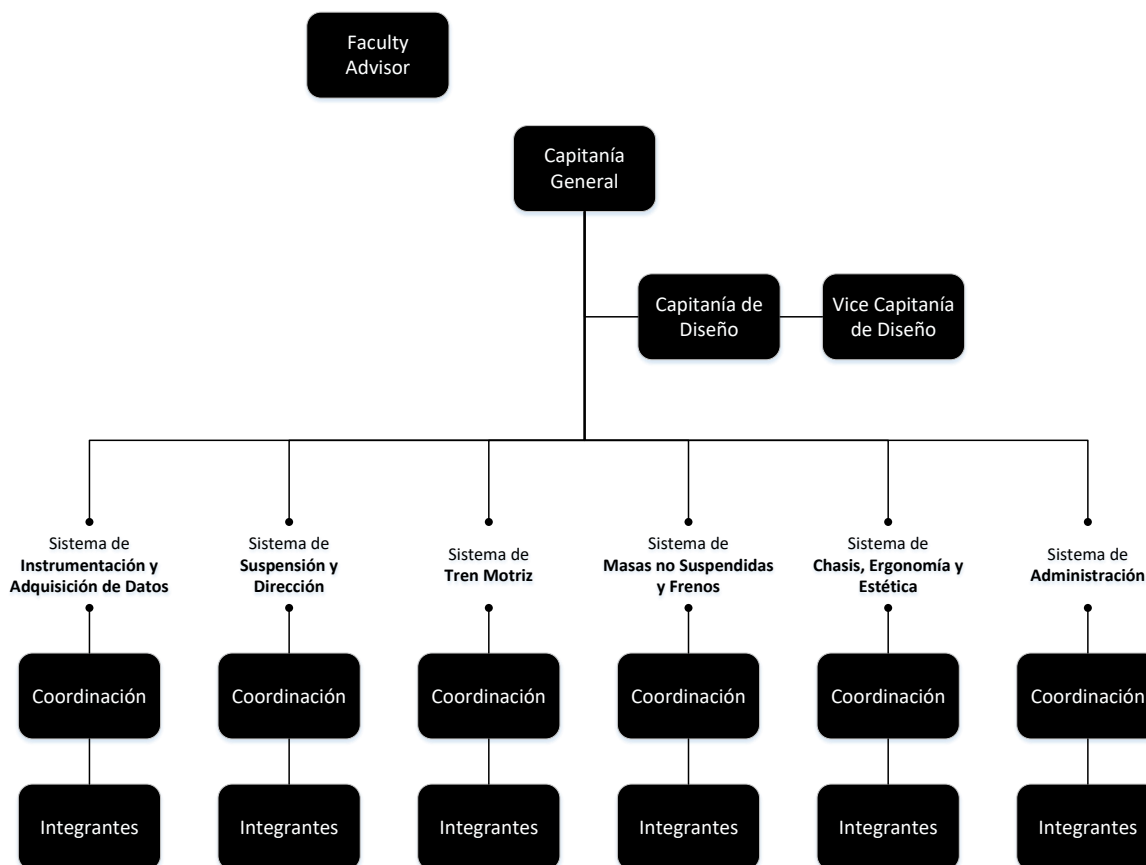 Faculty
Advisor
Capitanía
General
Capitanía de
Diseño
Vice Capitanía
de Diseño
Sistema de
Instrumentación y
Adquisición de Datos
Sistema de
Suspensión y
Dirección
Sistema de
Tren Motriz
Sistema de
Masas no Suspendidas
y Frenos
Sistema de
Chasis, Ergonomía y
Estética
Sistema de
Administración
Coordinación
Coordinación
Coordinación
Coordinación
Coordinación
Coordinación
Integrantes
Integrantes
Integrantes
Integrantes
Integrantes
Integrantes